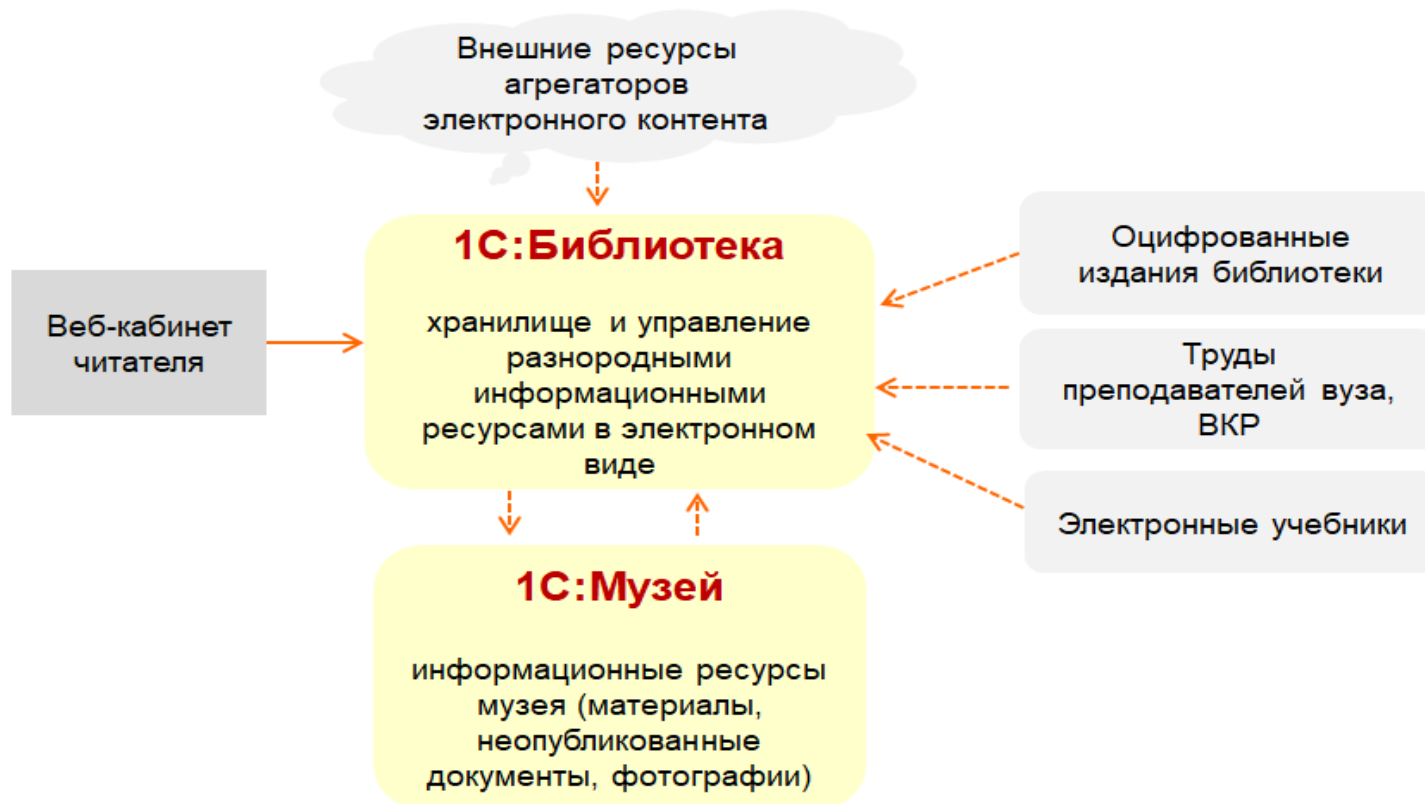 Внешние ресурсы
агрегаторов
электронного контента
1С:Библиотека
хранилище и управление
разнородными
информационными
ресурсами в электронном
виде
Веб-кабинет
читателя
Оцифрованные
издания библиотеки
Труды
преподавателей вуза,
ВКР
Электронные учебники
1С:Музей
информационные ресурсы
музея (материалы,
неопубликованные
документы, фотографии)